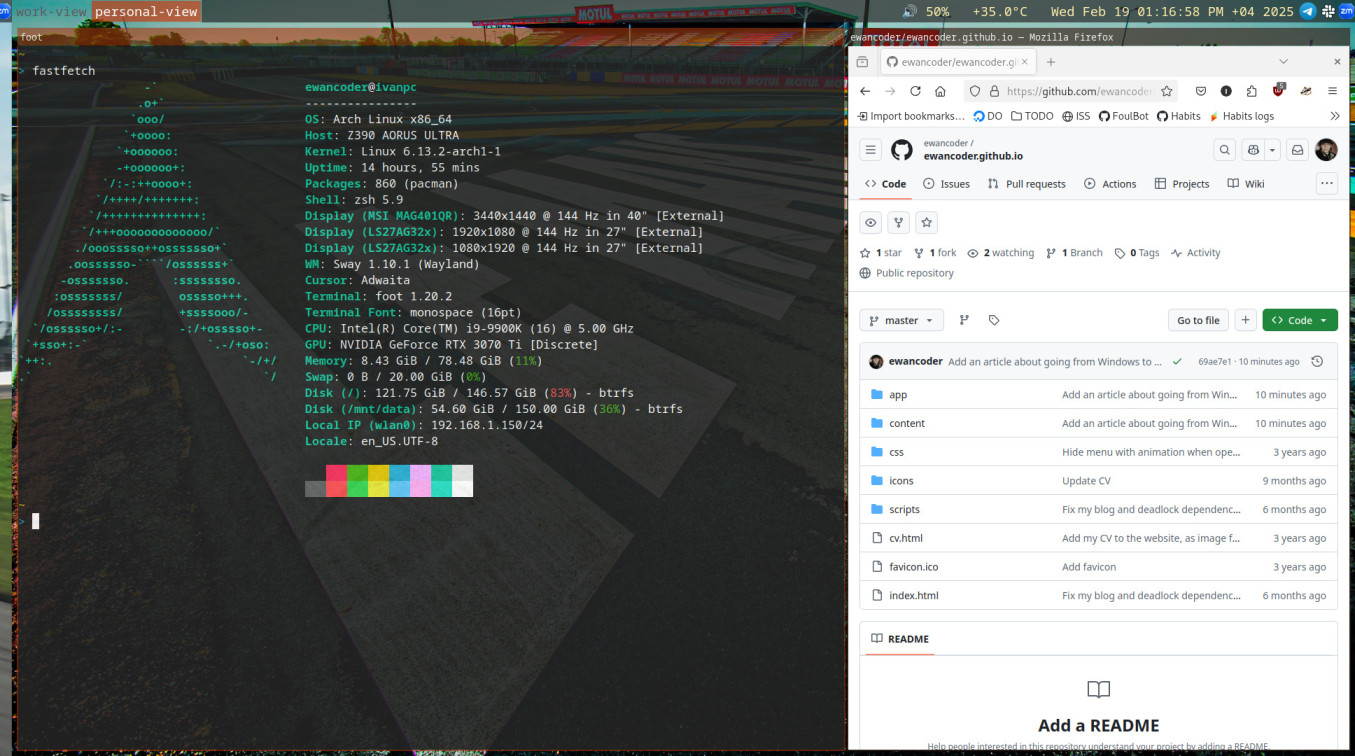 work-view personal-view
50% +35.0°C Wed Feb 19 01:16:58 PM +04 2025
zm
foot
~
> fastfetch
ewancoder@ivanpc
---------------
OS: Arch Linux x86_64
Host: Z390 AORUS ULTRA
Kernel: Linux 6.13.2-arch1-1
Uptime: 14 hours, 55 mins
Packages: 860 (pacman)
Shell: zsh 5.9
Display (MSI MAG401QR): 3440x1440 @ 144 Hz in 40" [External]
Display (LS27AG32x): 1920x1080 @ 144 Hz in 27" [External]
Display (LS27AG32x): 1080x1920 @ 144 Hz in 27" [External]
WM: Sway 1.10.1 (Wayland)
Cursor: Adwaita
Terminal: foot 1.20.2
Terminal Font: monospace (16pt)
CPU: Intel(R) Core(TM) i9-9900K (16) @ 5.00 GHz
GPU: NVIDIA GeForce RTX 3070 Ti [Discrete]
Memory: 8.43 GiB / 78.48 GiB (11%)
Swap: 0 B / 20.00 GiB (0%)
Disk (/): 121.75 GiB / 146.57 GiB (83%) - btrfs
Disk (/mnt/data): 54.60 GiB / 150.00 GiB (36%) - btrfs
Local IP (wlan0): 192.168.1.150/24
Locale: en_US.UTF-8
~
>
MOTUL
ewancoder/ewancoder.github.io — Mozilla Firefox
ewancoder/ewancoder.gi
https://github.com/ewancoder
Import bookmarks… DO TODO ISS FoulBot Habits Habits logs
ewancoder /
ewancoder.github.io
Code Issues Pull requests Actions Projects Wiki
1 star 1 fork 2 watching 1 Branch 0 Tags Activity
Public repository
master Go to file Code
ewancoder Add an article about going from Windows to … 69ae7e1 · 10 minutes ago
app Add an article about going from Win… 10 minutes ago
content Add an article about going from Win… 10 minutes ago
css Hide menu with animation when ope… 3 years ago
icons Update CV 9 months ago
scripts Fix my blog and deadlock dependenc… 6 months ago
cv.html Add my CV to the website, as image f… 3 years ago
favicon.ico Add favicon 3 years ago
index.html Fix my blog and deadlock dependenc… 6 months ago
README
Add a README
Help people interested in this repository understand your project by adding a README.